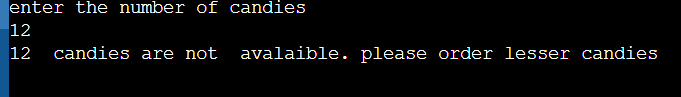 enter the number of candies
12
12  candies are not  avalaible. please order lesser candies